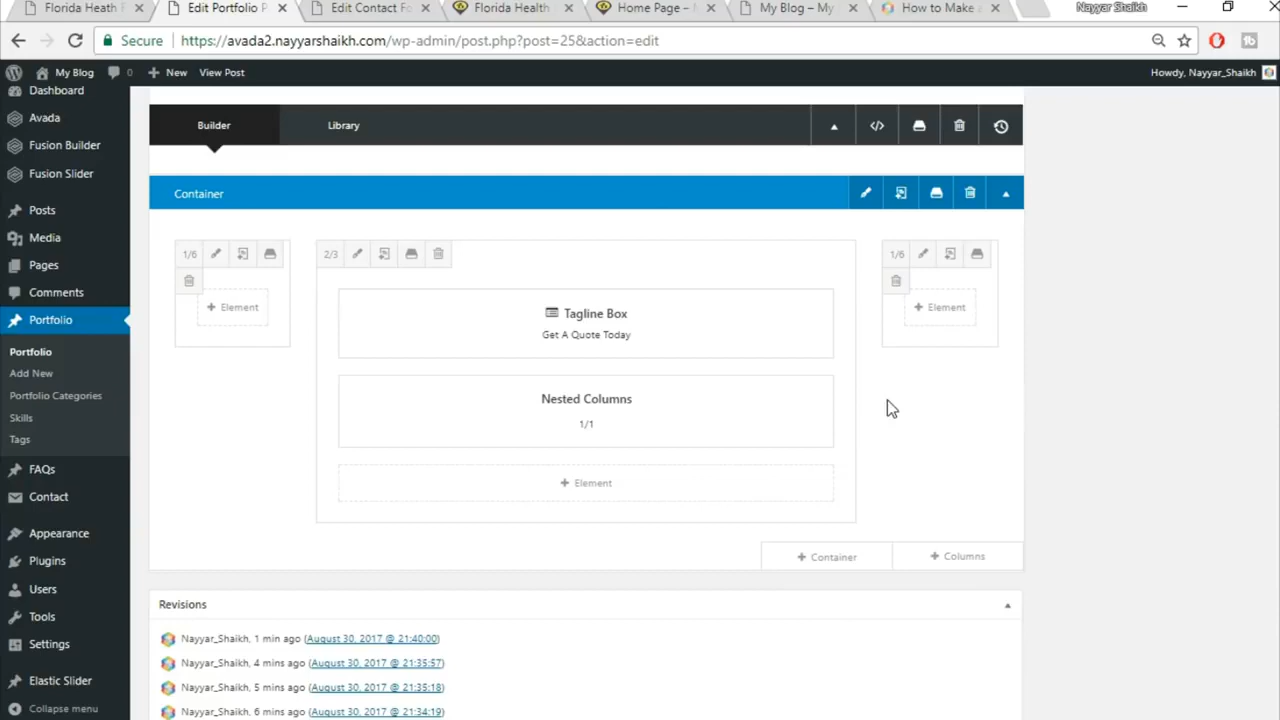 Florida Heath F
Edit Portfolio P
Edit Contact Fo
Florida Health
Home Page –
My Blog – My
How to Make a
Nayyar Shaikh
Secure
https://avada2.nayyarshaikh.com/wp-admin/post.php?post=25&action=edit
My Blog
0
New
View Post
Howdy, Nayyar_Shaikh
Dashboard
Avada
Fusion Builder
Fusion Slider
Posts
Media
Pages
Comments
Portfolio
Portfolio
Add New
Portfolio Categories
Skills
Tags
FAQs
Contact
Appearance
Plugins
Users
Tools
Settings
Elastic Slider
Collapse menu
Builder
Library
Container
1/6
+ Element
2/3
Tagline Box
Get A Quote Today
Nested Columns
1/1
+ Element
1/6
+ Element
+ Container
+ Columns
Revisions
Nayyar_Shaikh, 1 min ago (August 30, 2017 @ 21:40:00)
Nayyar_Shaikh, 4 mins ago (August 30, 2017 @ 21:35:57)
Nayyar_Shaikh, 5 mins ago (August 30, 2017 @ 21:35:18)
Nayyar_Shaikh, 6 mins ago (August 30, 2017 @ 21:34:19)